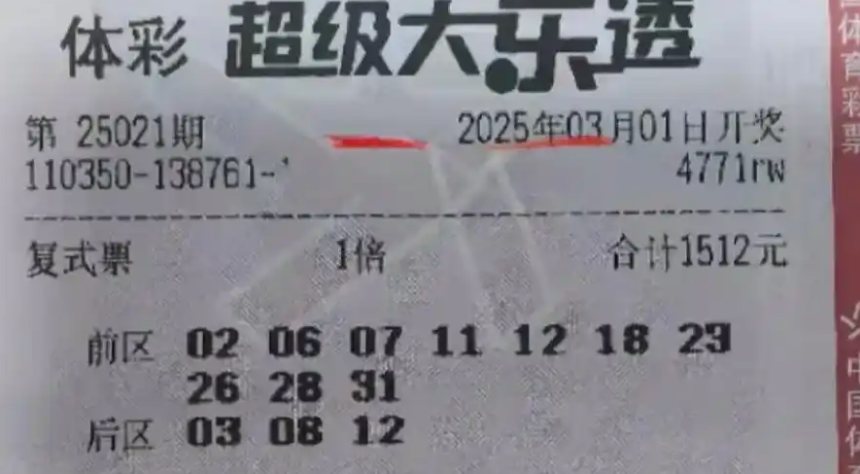 体彩 超级大乐透
第 25021期 2025年03月01日开奖
110350-138761- 4771rw
复式票 1倍 合计1512元
前区 02 06 07 11 12 18 23
26 28 31
后区 03 08 12
体育彩票
中国体